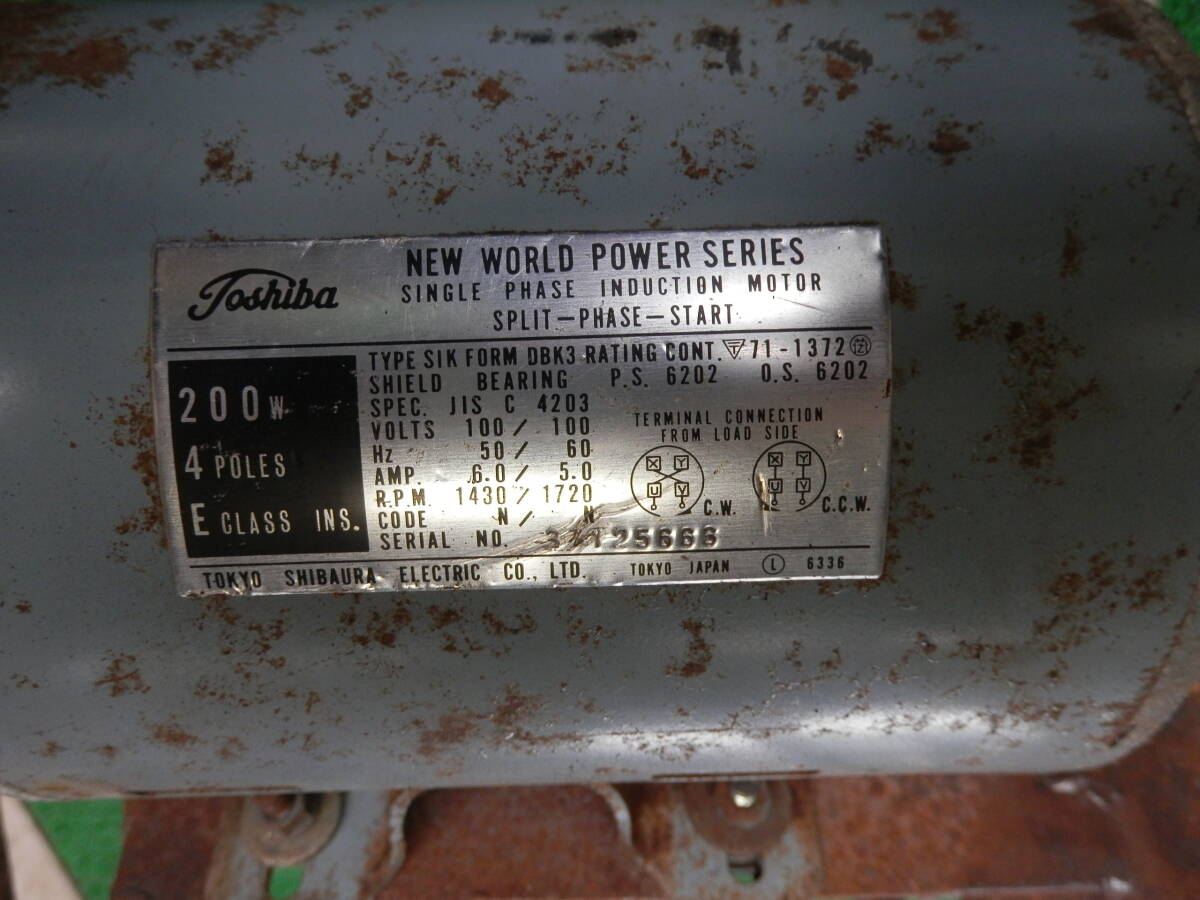 Toshiba
NEW WORLD POWER SERIES
SINGLE PHASE INDUCTION MOTOR
SPLIT-PHASE-START
200W
4 POLES
E CLASS INS.
TYPE SIK FORM DBK3 RATING CONT. 71-1372
SHIELD BEARING P.S. 6202 O.S. 6202
SPEC. JIS C 4203
VOLTS 100 / 100
Hz 50 / 60
AMP. 6.0 / 5.0
R.P.M. 1430 / 1720
CODE N / N
SERIAL NO.
TERMINAL CONNECTION
FROM LOAD SIDE
X Y
U V
C.W.
X Y
U V
C.C.W.
TOKYO SHIBAURA ELECTRIC CO., LTD. TOKYO JAPAN L 6336